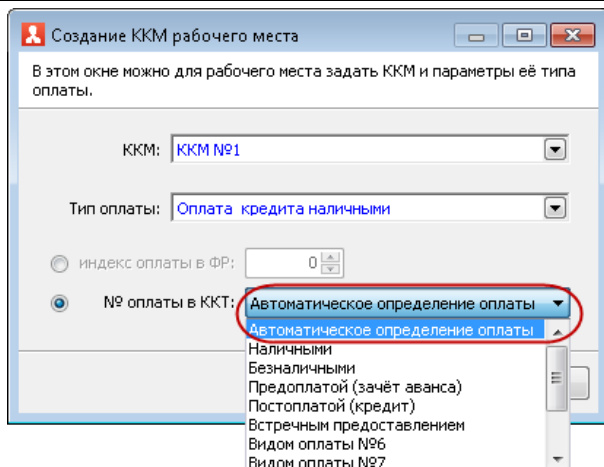 Создание ККМ рабочего места
В этом окне можно для рабочего места задать ККМ и параметры её типа
оплаты.
ККМ: ККМ №1
Тип оплаты: Оплата кредита наличными
индекс оплаты в ФР: 0
№ оплаты в ККТ: Автоматическое определение оплаты
Автоматическое определение оплаты
Наличными
Безналичными
Предоплатой (зачёт аванса)
Постоплатой (кредит)
Встречным предоставлением
Видом оплаты №6
Видом оплаты №7